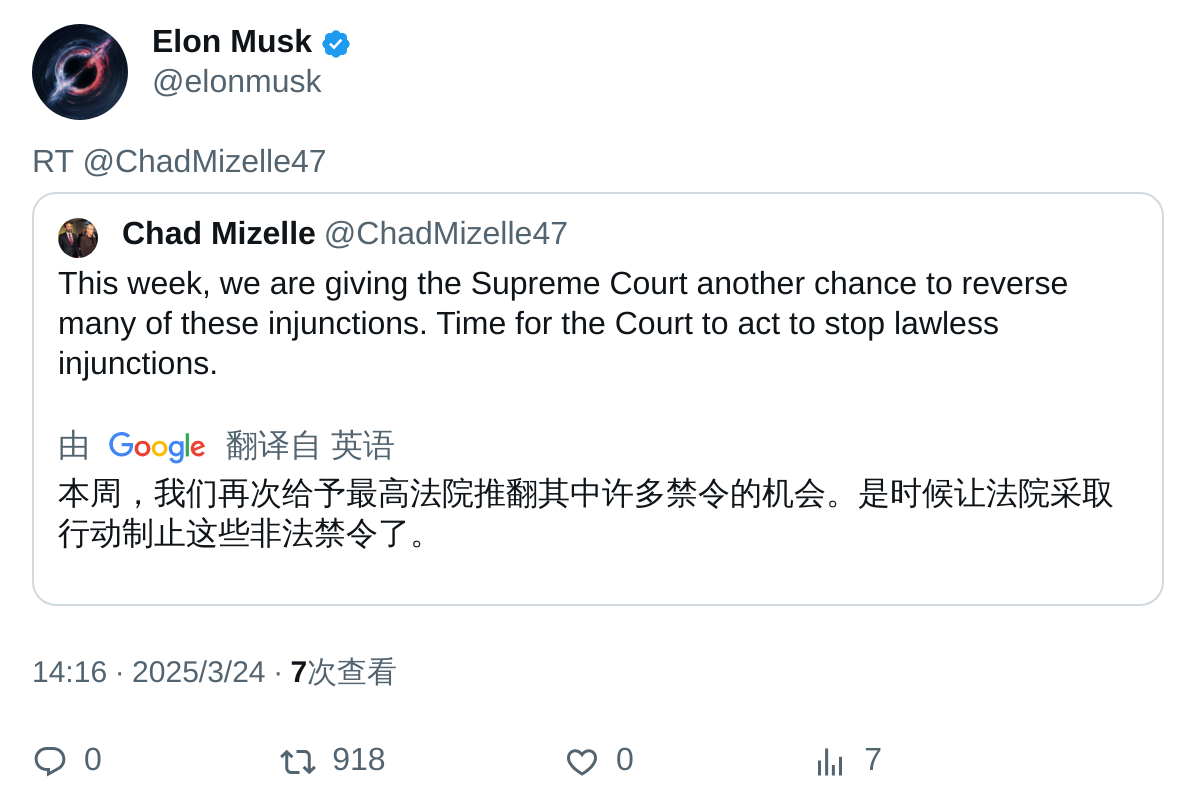 Elon Musk
@elonmusk
RT @ChadMizelle47
Chad Mizelle @ChadMizelle47
This week, we are giving the Supreme Court another chance to reverse
many of these injunctions. Time for the Court to act to stop lawless
injunctions.
由 Google 翻译自 英语
本周，我们再次给予最高法院推翻其中许多禁令的机会。是时候让法院采取
行动制止这些非法禁令了。
14:16 · 2025/3/24 · 7次查看
0 918 0 7